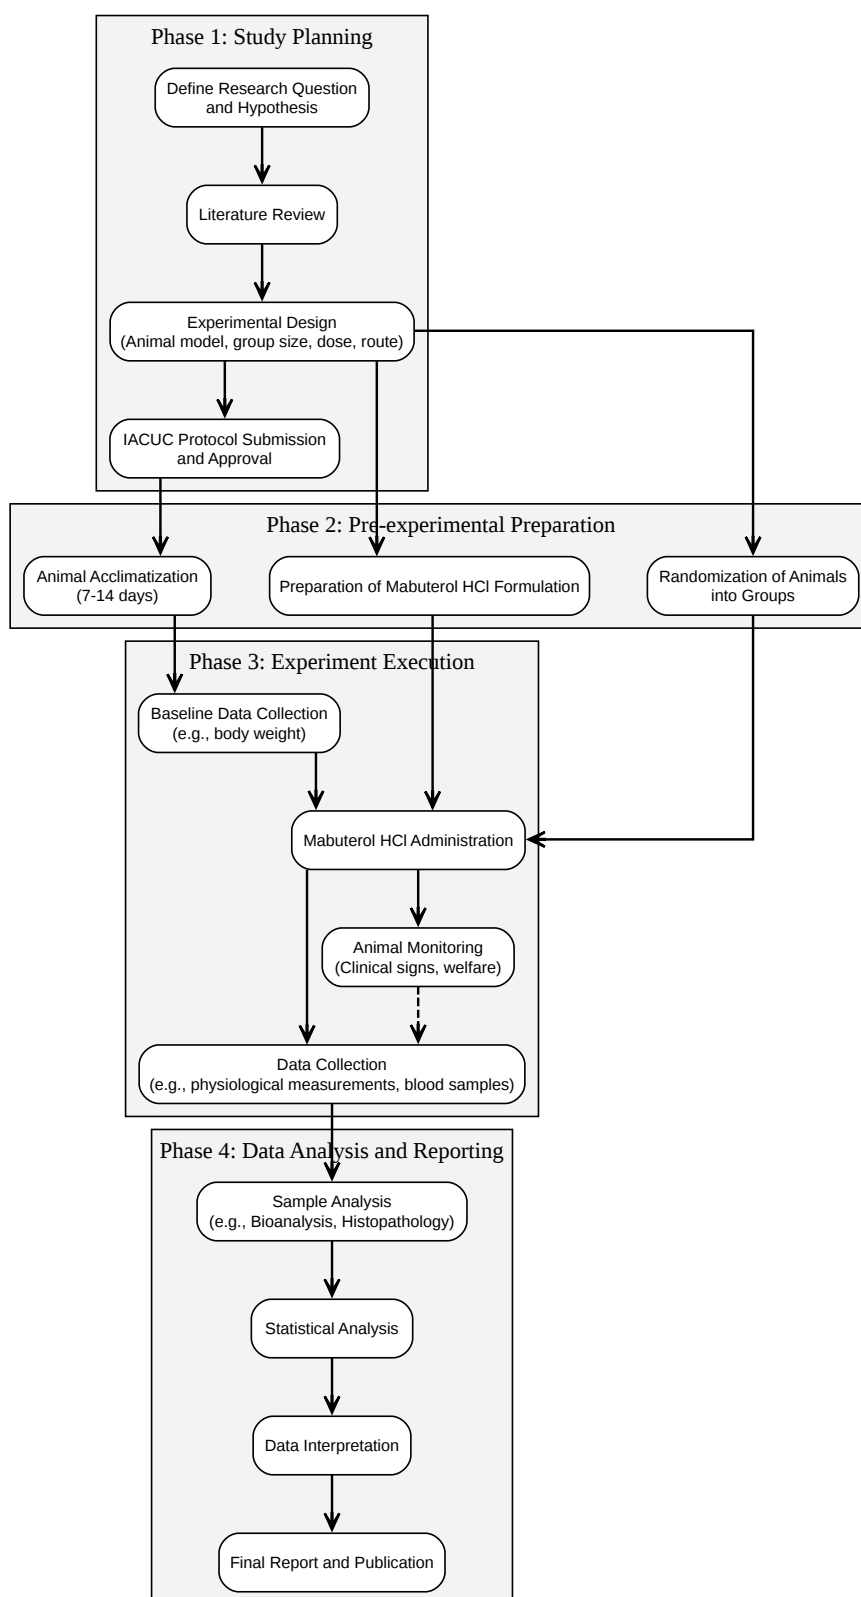 Phase 1: Study Planning
Define Research Question
and Hypothesis
Literature Review
Experimental Design
(Animal model, group size, dose, route)
IACUC Protocol Submission
and Approval
Phase 2: Pre-experimental Preparation
Animal Acclimatization
(7-14 days)
Preparation of Mabuterol HCl Formulation
Randomization of Animals
into Groups
Phase 3: Experiment Execution
Baseline Data Collection
(e.g., body weight)
Mabuterol HCl Administration
Animal Monitoring
(Clinical signs, welfare)
Data Collection
(e.g., physiological measurements, blood samples)
Phase 4: Data Analysis and Reporting
Sample Analysis
(e.g., Bioanalysis, Histopathology)
Statistical Analysis
Data Interpretation
Final Report and Publication